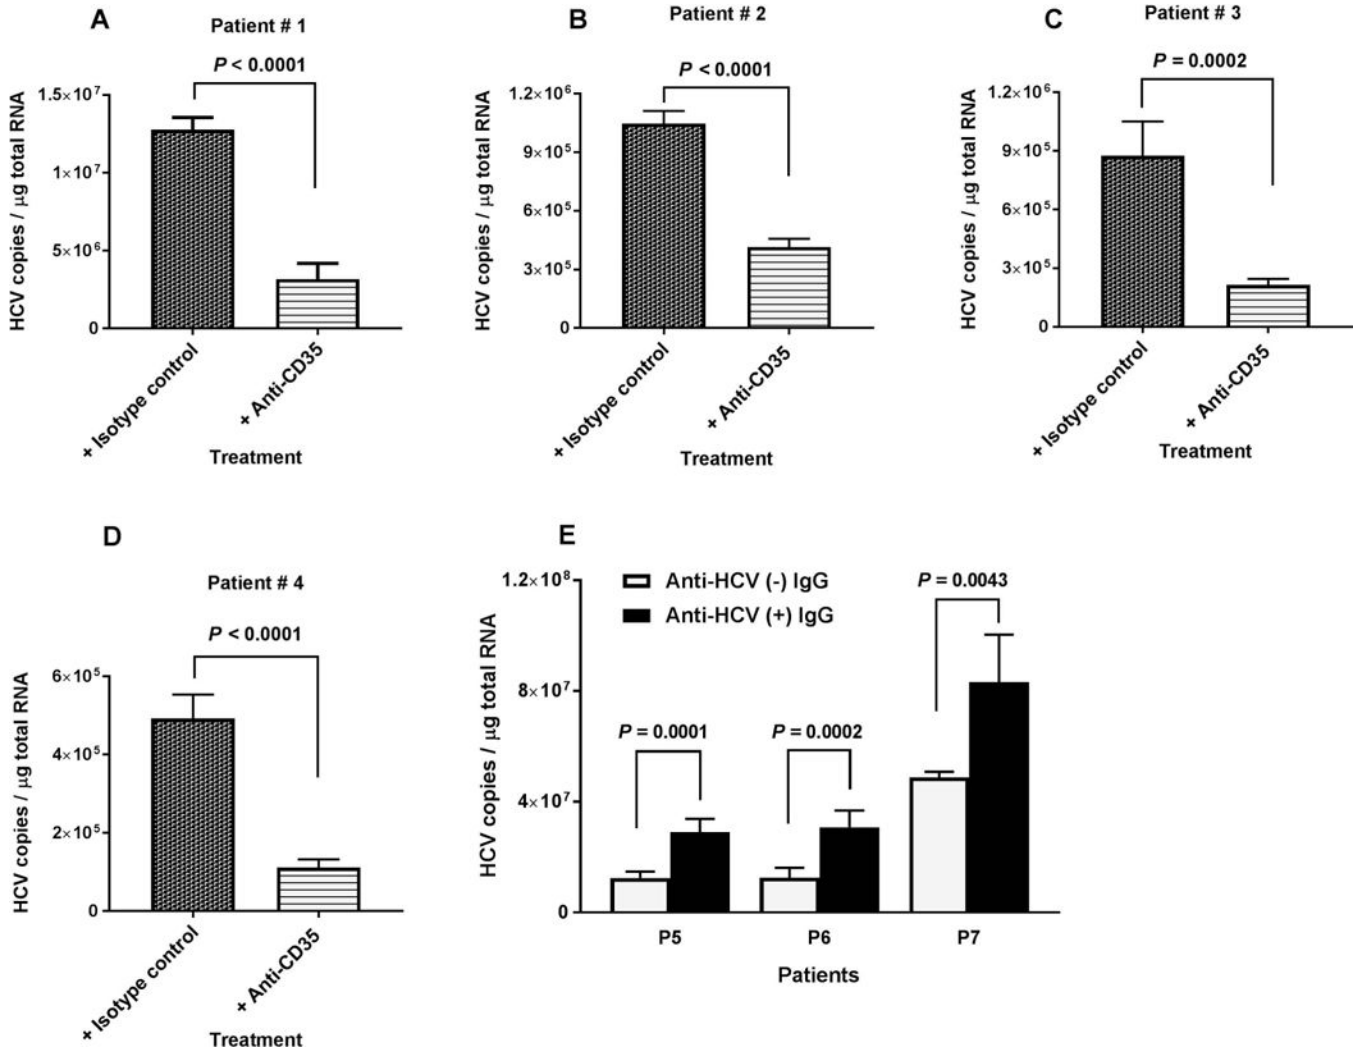 A
Patient # 1
P < 0.0001
HCV copies / μg total RNA
1.5×10⁷
1×10⁷
5×10⁶
0
+ Isotype control
+ Anti-CD35
Treatment
B
Patient # 2
P < 0.0001
HCV copies / μg total RNA
1.2×10⁶
9×10⁵
6×10⁵
3×10⁵
0
+ Isotype control
+ Anti-CD35
Treatment
C
Patient # 3
P = 0.0002
HCV copies / μg total RNA
1.2×10⁶
9×10⁵
6×10⁵
3×10⁵
0
+ Isotype control
+ Anti-CD35
Treatment
D
Patient # 4
P < 0.0001
HCV copies / μg total RNA
6×10⁵
4×10⁵
2×10⁵
0
+ Isotype control
+ Anti-CD35
Treatment
E
Anti-HCV (-) IgG
Anti-HCV (+) IgG
P = 0.0001
P = 0.0002
P = 0.0043
HCV copies / μg total RNA
1.2×10⁸
8×10⁷
4×10⁷
0
P5
P6
P7
Patients